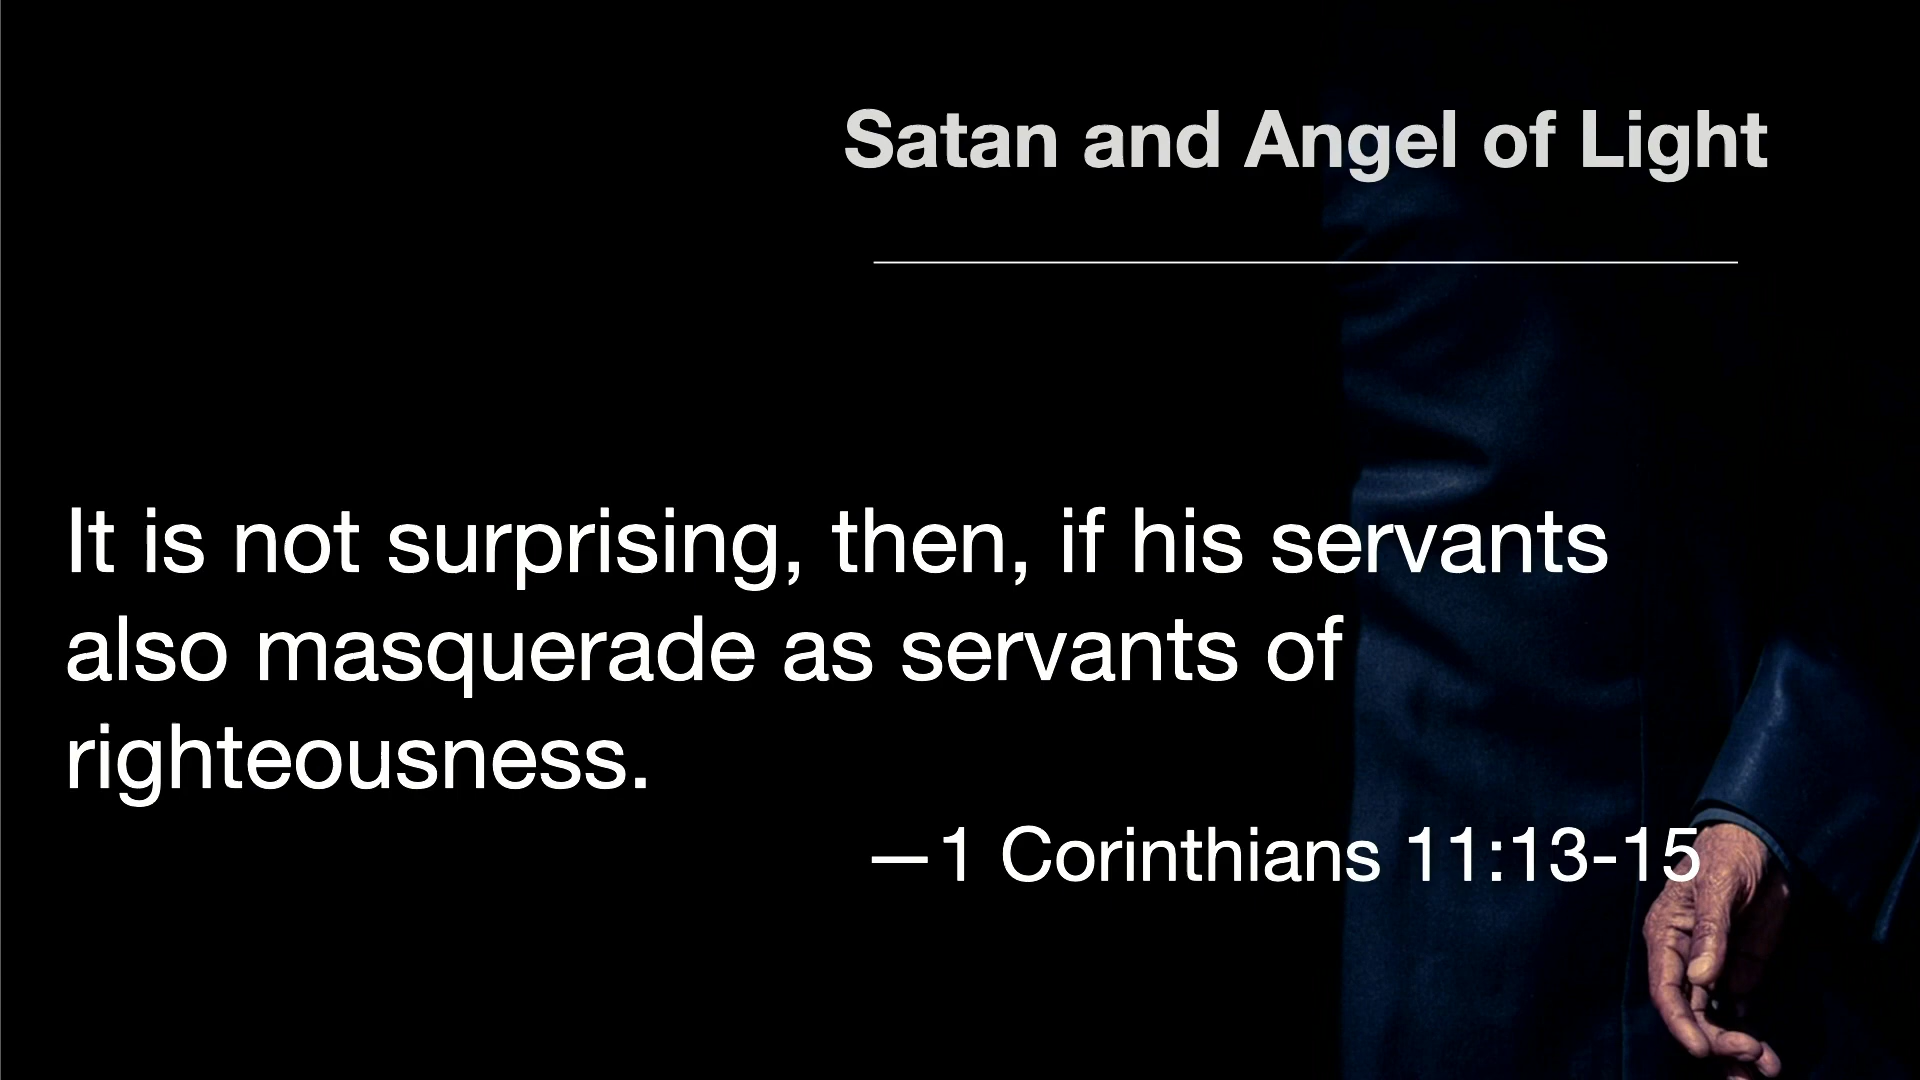 Satan and Angel of Light
It is not surprising, then, if his servants
also masquerade as servants of
righteousness.
—1 Corinthians 11:13-15